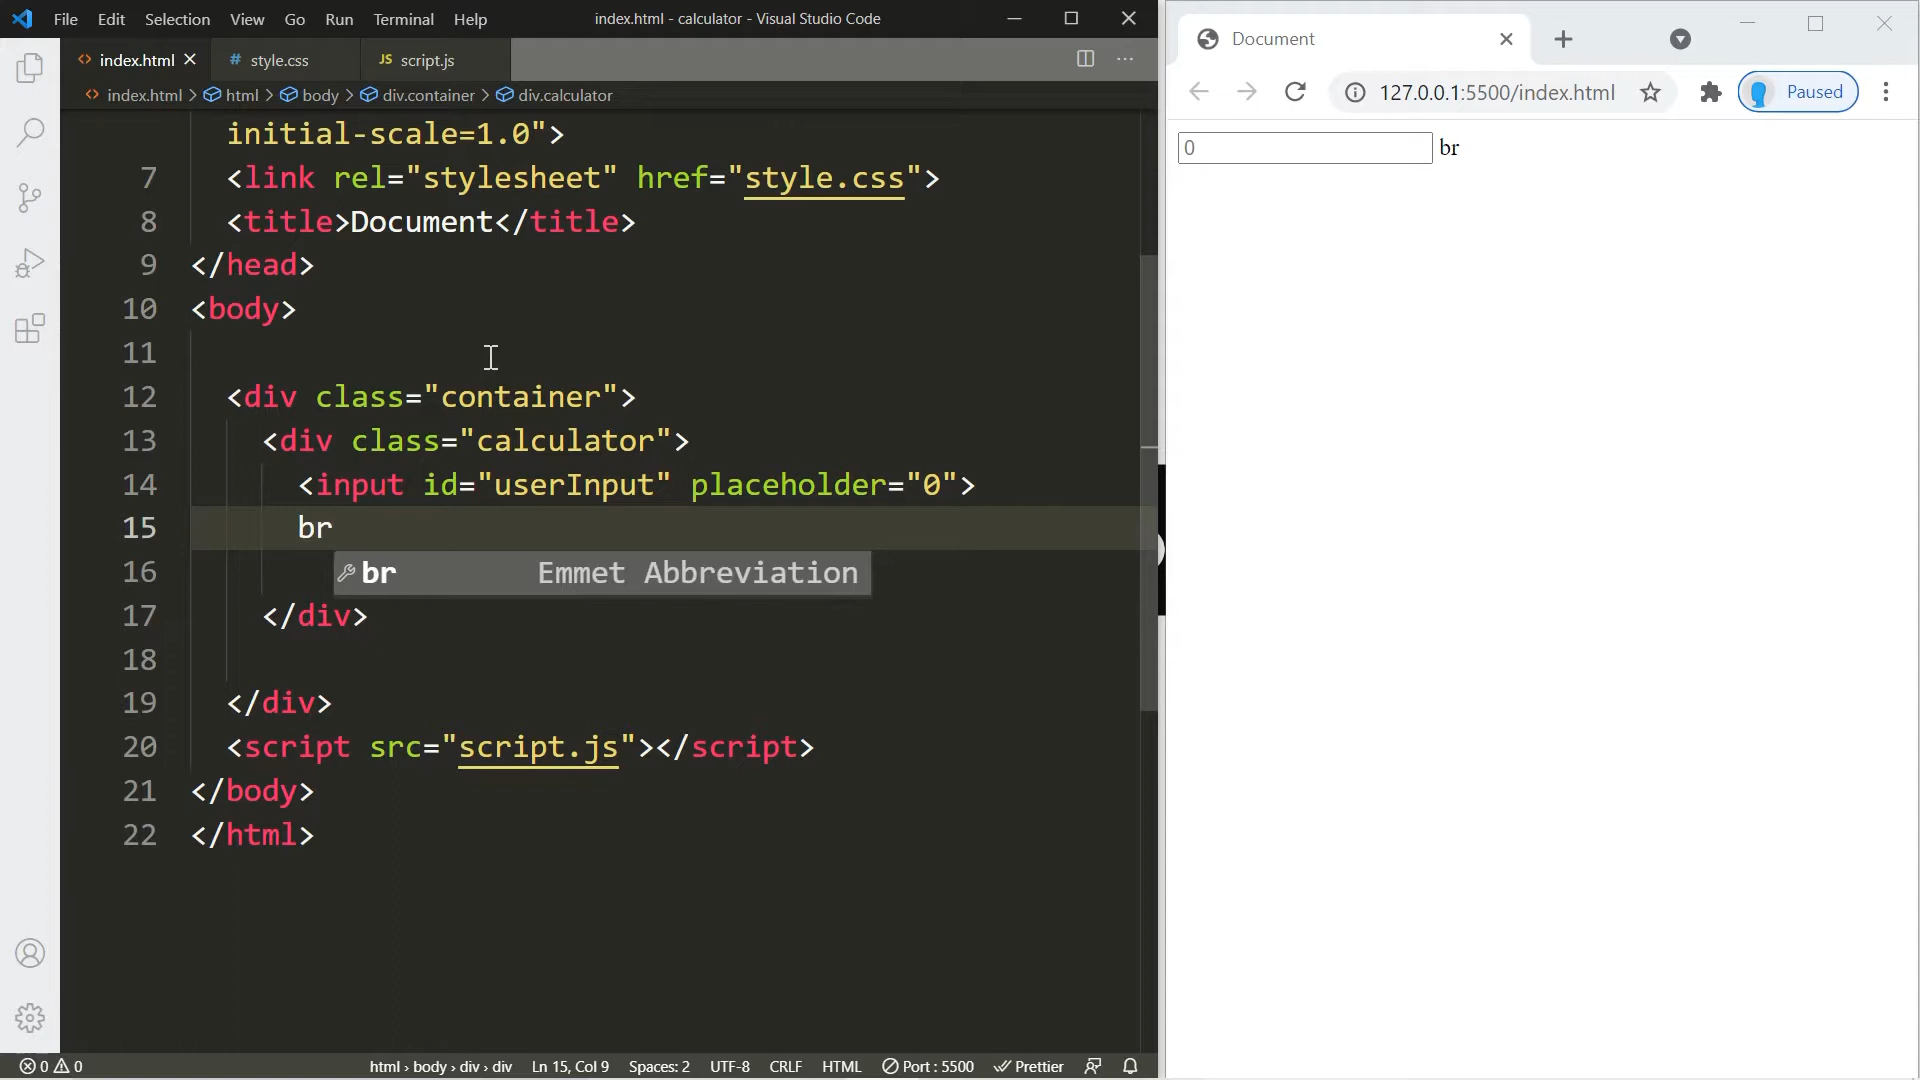 File Edit Selection View Go Run Terminal Help index.html - calculator - Visual Studio Code
index.html # style.css JS script.js
index.html > html > body > div.container > div.calculator
initial-scale=1.0">
7 <link rel="stylesheet" href="style.css">
8 <title>Document</title>
9 </head>
10 <body>
11
12 <div class="container">
13 <div class="calculator">
14 <input id="userInput" placeholder="0">
15 br
16 br Emmet Abbreviation
17 </div>
18
19 </div>
20 <script src="script.js"></script>
21 </body>
22 </html>
0 0 html › body › div › div Ln 15, Col 9 Spaces: 2 UTF-8 CRLF HTML Port : 5500 Prettier
Document
127.0.0.1:5500/index.html Paused
0 br